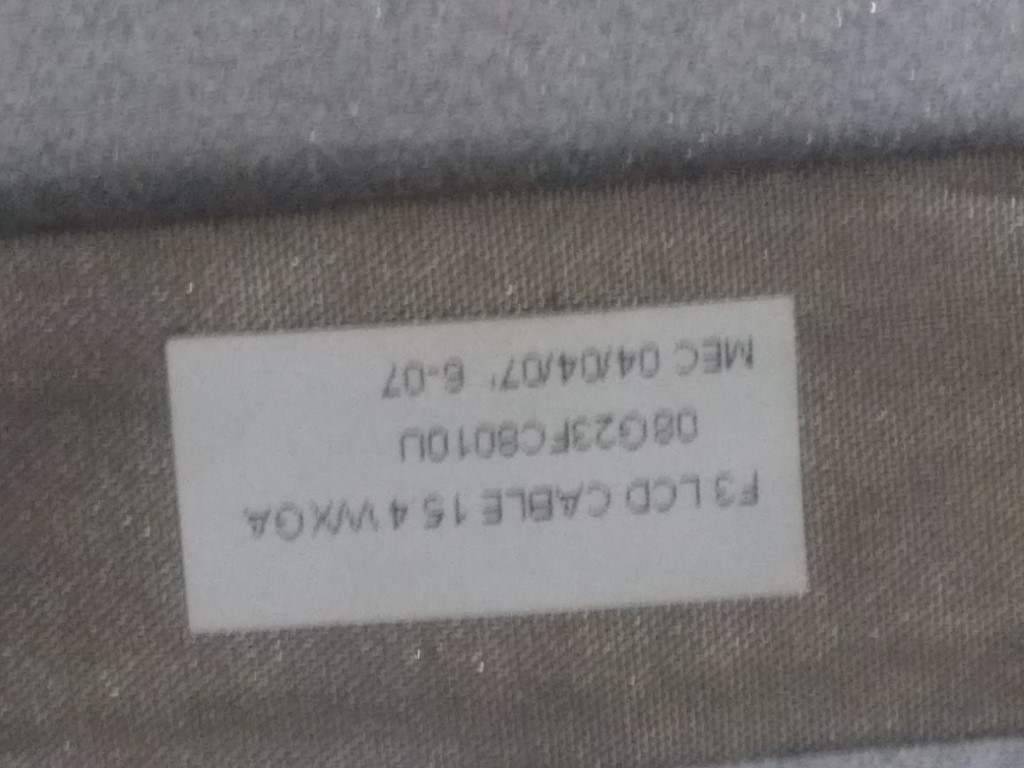 F3 LCD CABLE 15.4 WXGA
08G23FC8010U
MEC 04/04/07' 6-07